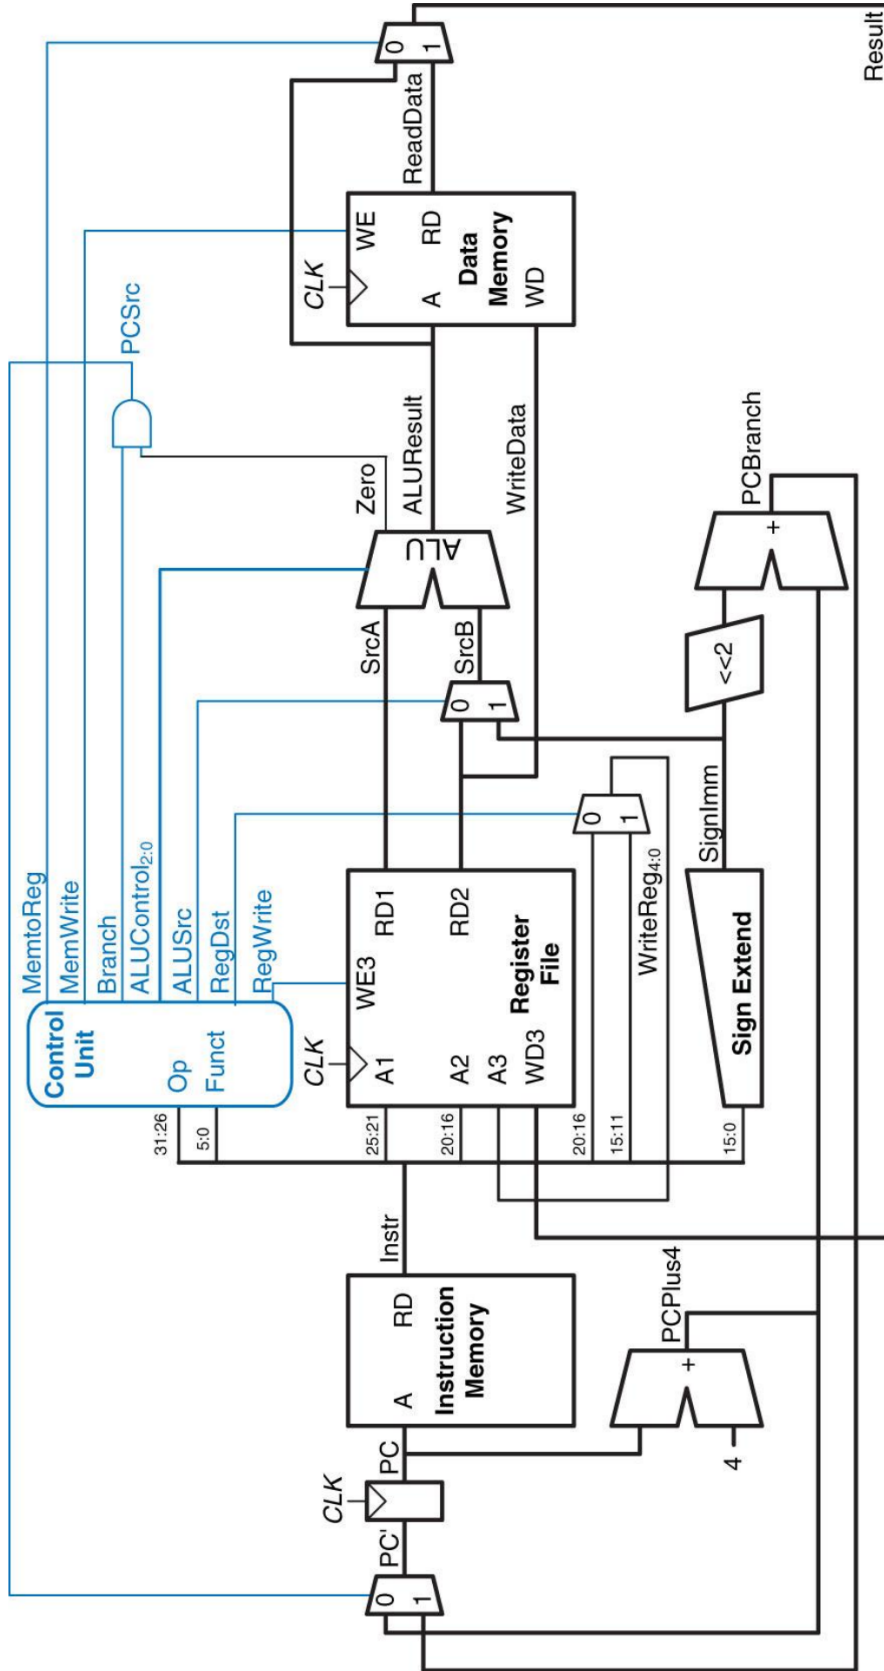 MemtoReg
Control
Unit
MemWrite
Branch
ALUControl2:0
PCSrc
31:26
Op
ALUSrc
5:0
Funct
RegDst
RegWrite
CLK
CLK
CLK
CLK
0
1
PC'
PC
A
RD
Instruction
Memory
Instr
25:21
A1
WE3
RD1
20:16
A2
RD2
A3
WD3
Register
File
SrcA
0
1
SrcB
ALU
Zero
ALUResult
A
WE
RD
Data
Memory
WD
ReadData
0
1
WriteData
20:16
15:11
0
1
WriteReg4:0
4
+
PCPlus4
15:0
Sign Extend
SignImm
<<2
+
PCBranch
Result